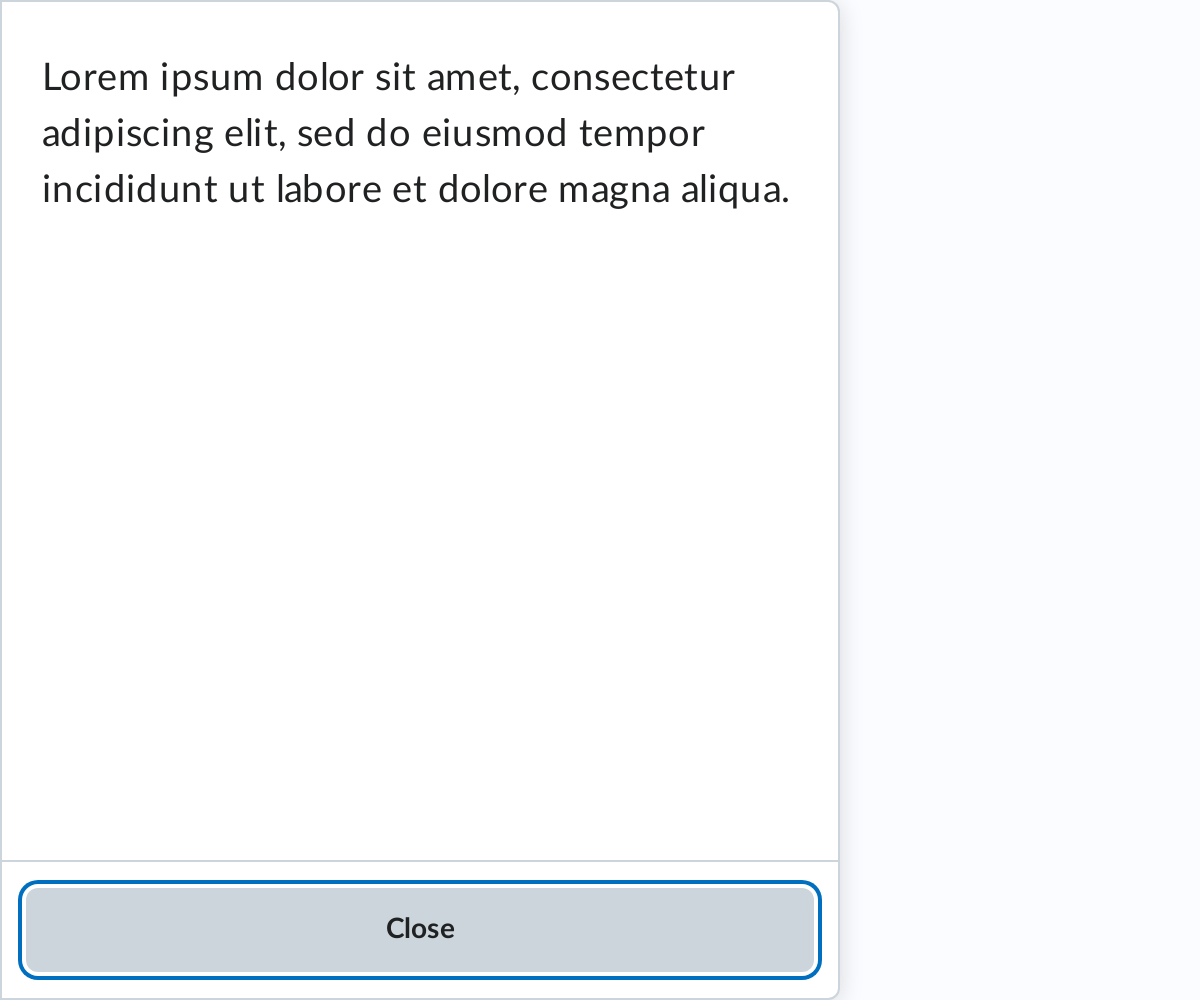 Lorem ipsum dolor sit amet, consectetur
adipiscing elit, sed do eiusmod tempor
incididunt ut labore et dolore magna aliqua.
Close